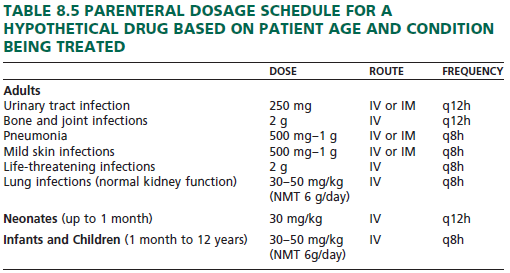 TABLE 8.5 PARENTERAL DOSAGE SCHEDULE FOR A
HYPOTHETICAL DRUG BASED ON PATIENT AGE AND CONDITION
BEING TREATED
DOSE ROUTE FREQUENCY
Adults
Urinary tract infection 250 mg IV or IM q12h
Bone and joint infections 2 g IV q12h
Pneumonia 500 mg–1 g IV or IM q8h
Mild skin infections 500 mg–1 g IV or IM q8h
Life-threatening infections 2 g IV q8h
Lung infections (normal kidney function) 30–50 mg/kg IV q8h
(NMT 6 g/day)
Neonates (up to 1 month) 30 mg/kg IV q12h
Infants and Children (1 month to 12 years) 30–50 mg/kg IV q8h
(NMT 6g/day)